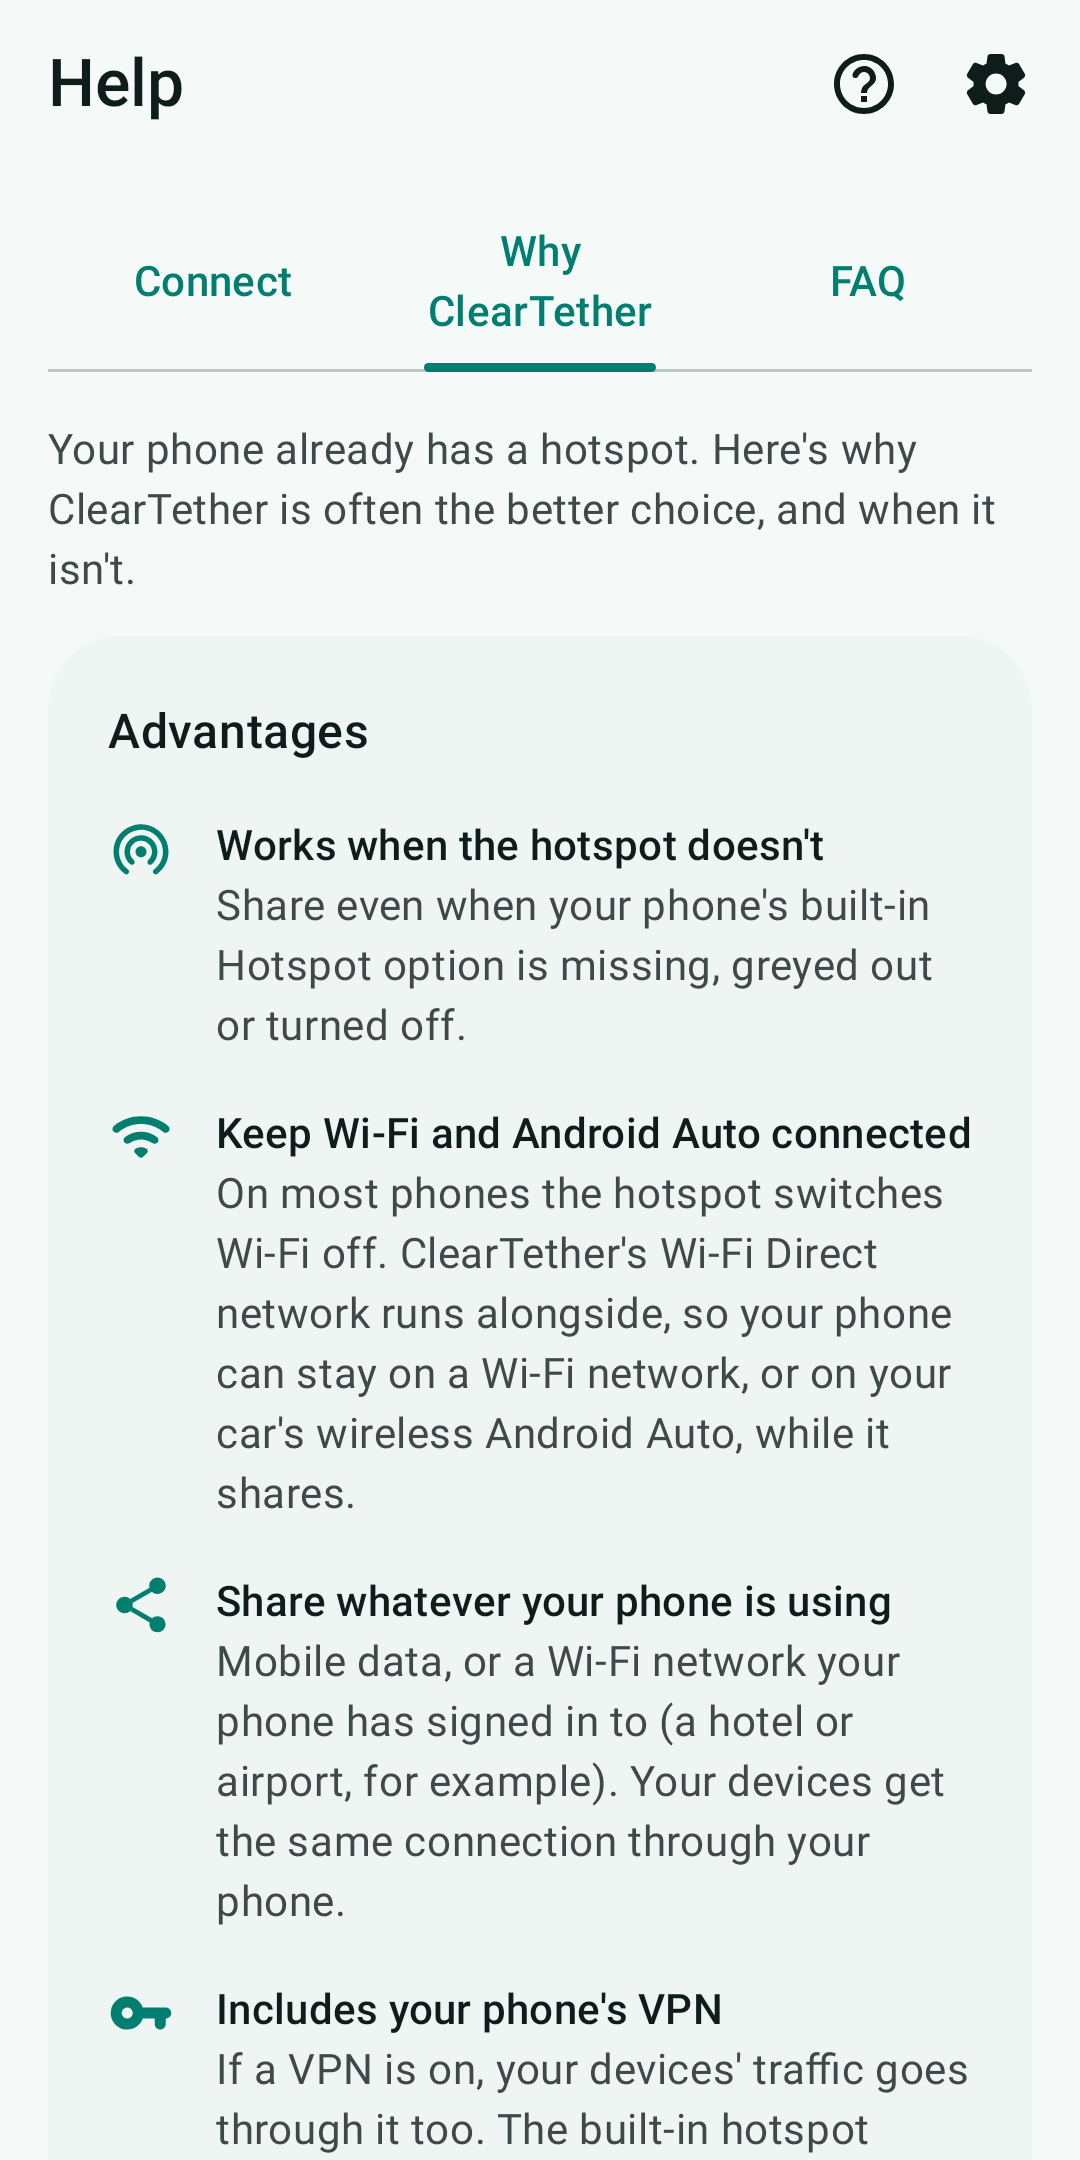 Help
Connect
Why
ClearTether
FAQ
Your phone already has a hotspot. Here's why
ClearTether is often the better choice, and when it
isn't.
Advantages
Works when the hotspot doesn't
Share even when your phone's built-in
Hotspot option is missing, greyed out
or turned off.
Keep Wi-Fi and Android Auto connected
On most phones the hotspot switches
Wi-Fi off. ClearTether's Wi-Fi Direct
network runs alongside, so your phone
can stay on a Wi-Fi network, or on your
car's wireless Android Auto, while it
shares.
Share whatever your phone is using
Mobile data, or a Wi-Fi network your
phone has signed in to (a hotel or
airport, for example). Your devices get
the same connection through your
phone.
Includes your phone's VPN
If a VPN is on, your devices' traffic goes
through it too. The built-in hotspot